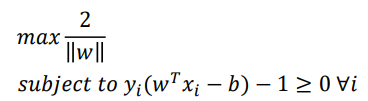 max 2/‖w‖
subject to yᵢ(wᵀxᵢ − b) − 1 ≥ 0 ∀i